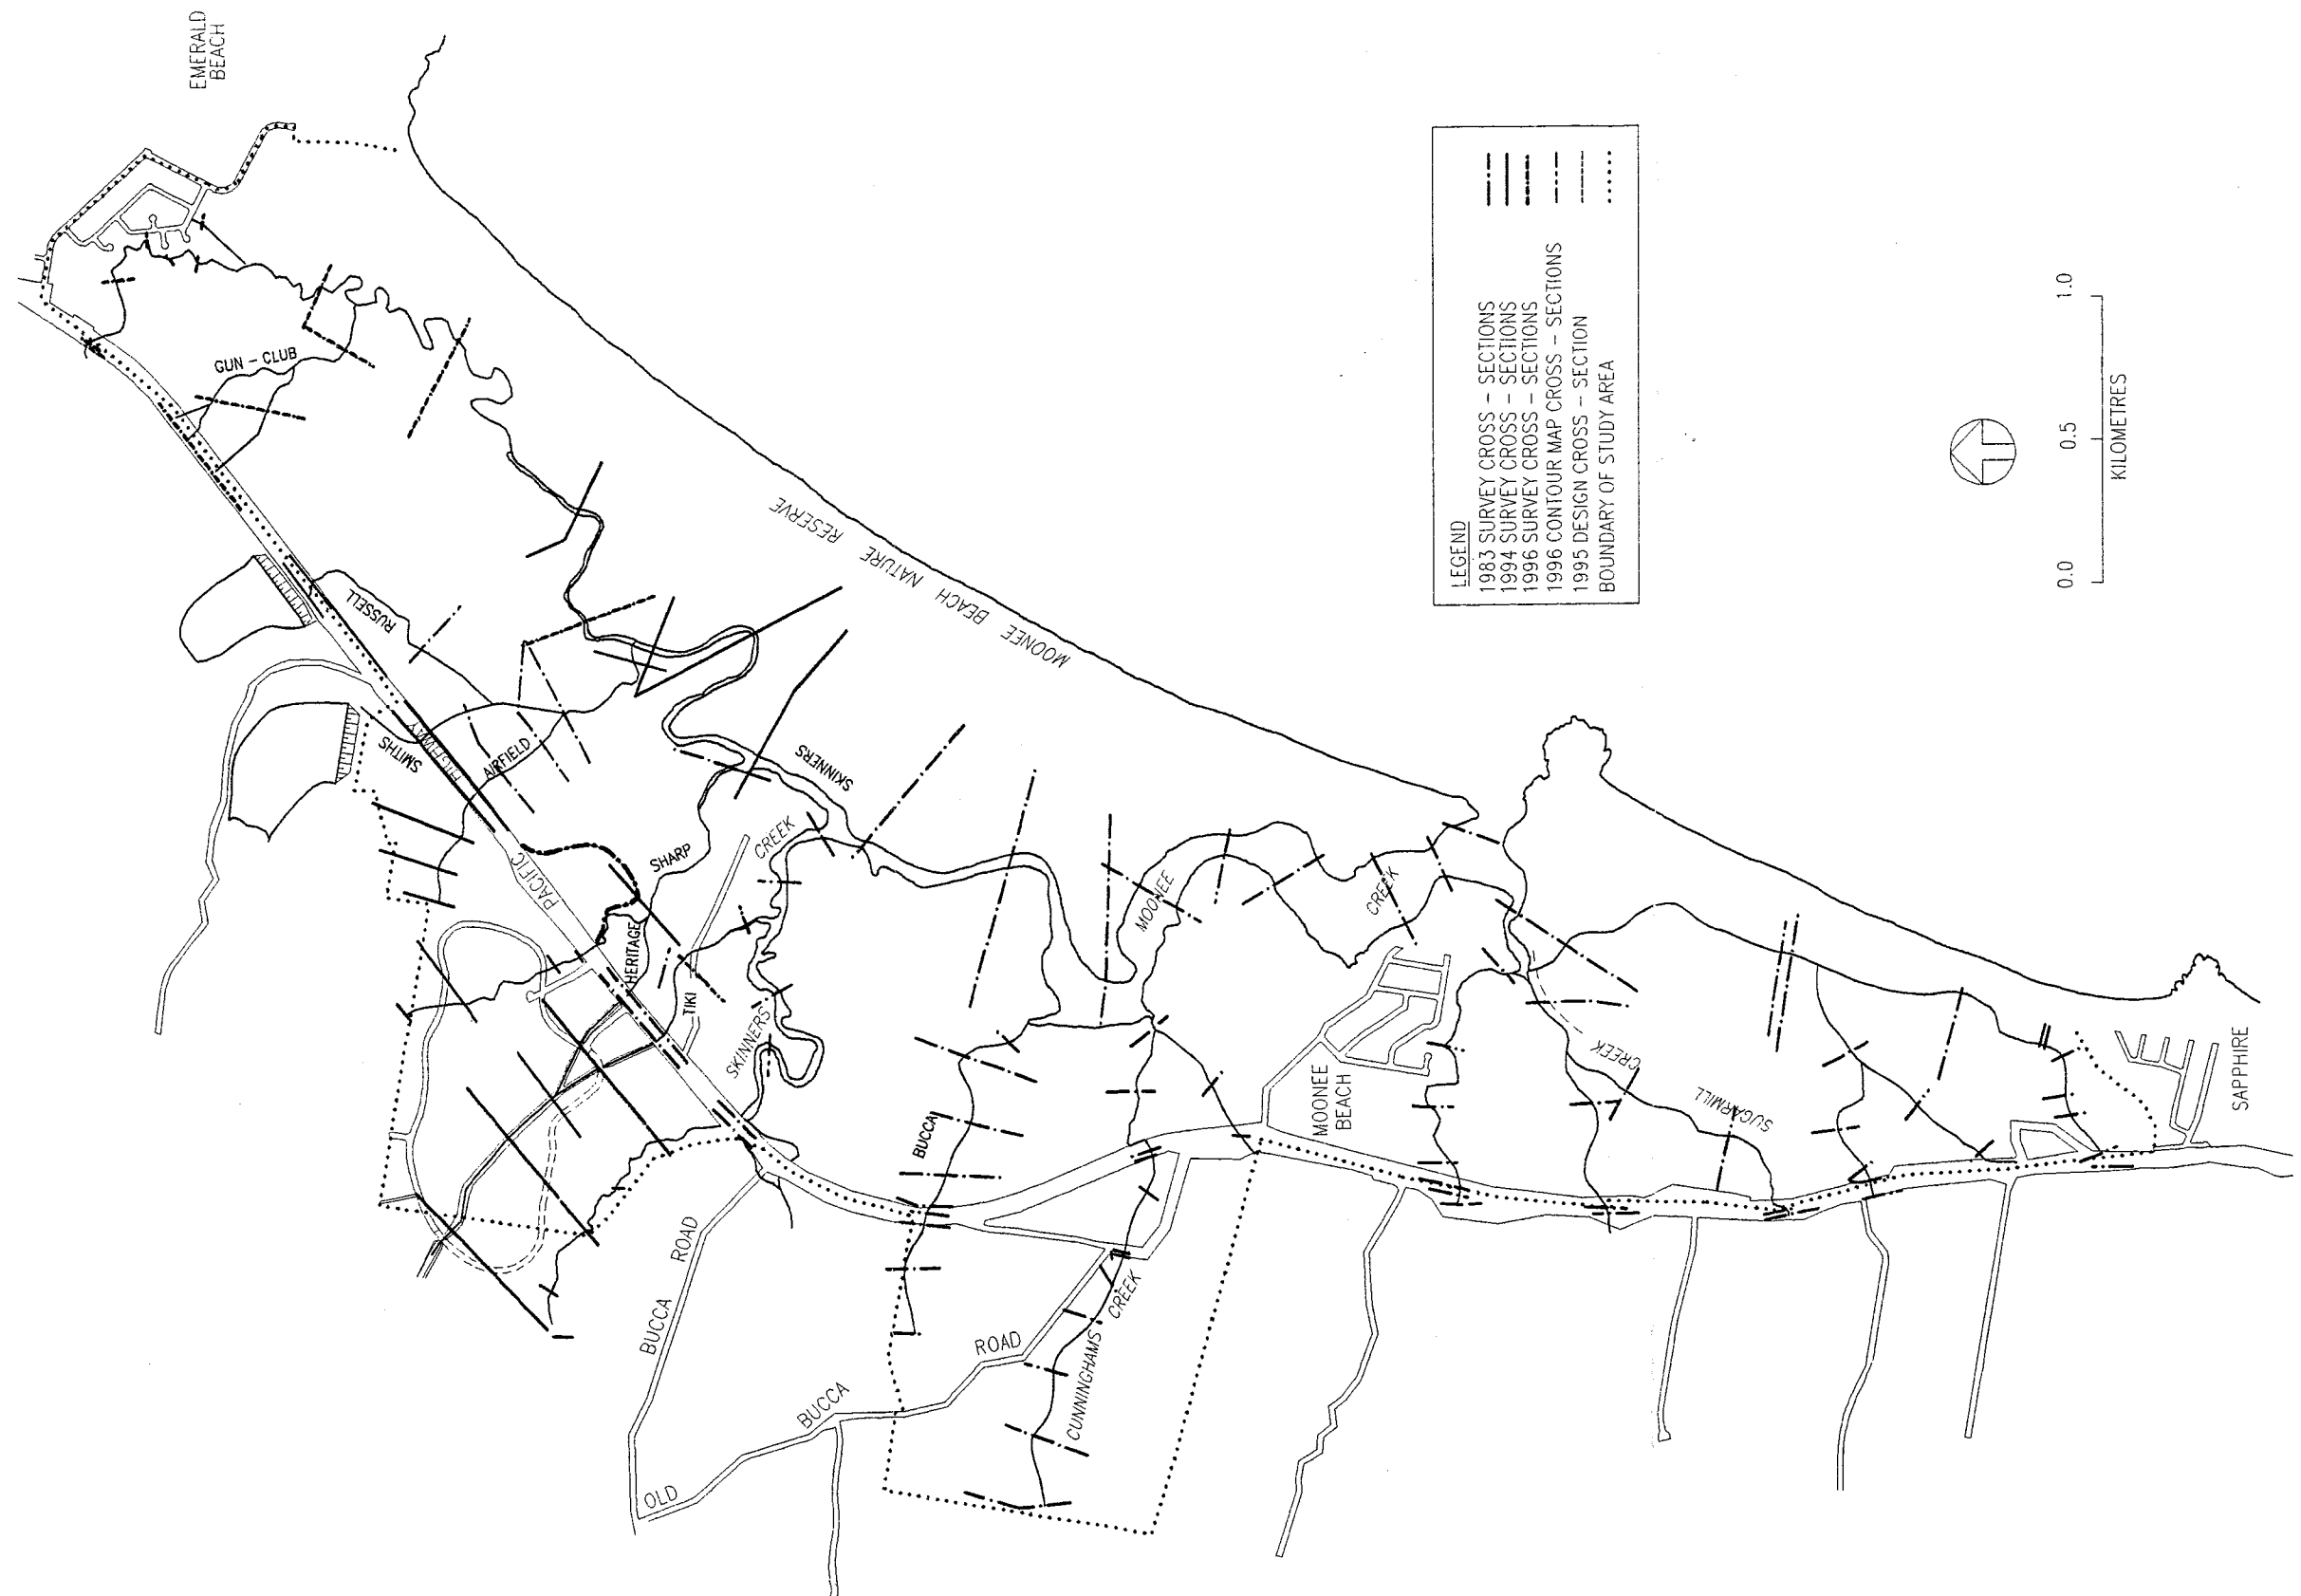 EMERALD
BEACH
GUN - CLUB
RUSSELL
SMITHS
HIGHWAY
AIRFIELD
PACIFIC
SHARP
CREEK
SKINNERS
HERITAGE
TIKI
SKINNERS
MOONEE BEACH NATURE RESERVE
MOONEE
CREEK
BUCCA
MOONEE
BEACH
CREEK
SUGARMILL
SAPPHIRE
BUCCA ROAD
OLD
BUCCA
ROAD
CUNNINGHAMS CREEK
LEGEND
1983 SURVEY CROSS - SECTIONS
1994 SURVEY CROSS - SECTIONS
1996 SURVEY CROSS - SECTIONS
1996 CONTOUR MAP CROSS - SECTIONS
1995 DESIGN CROSS - SECTION
BOUNDARY OF STUDY AREA
0.0 0.5 1.0
KILOMETRES